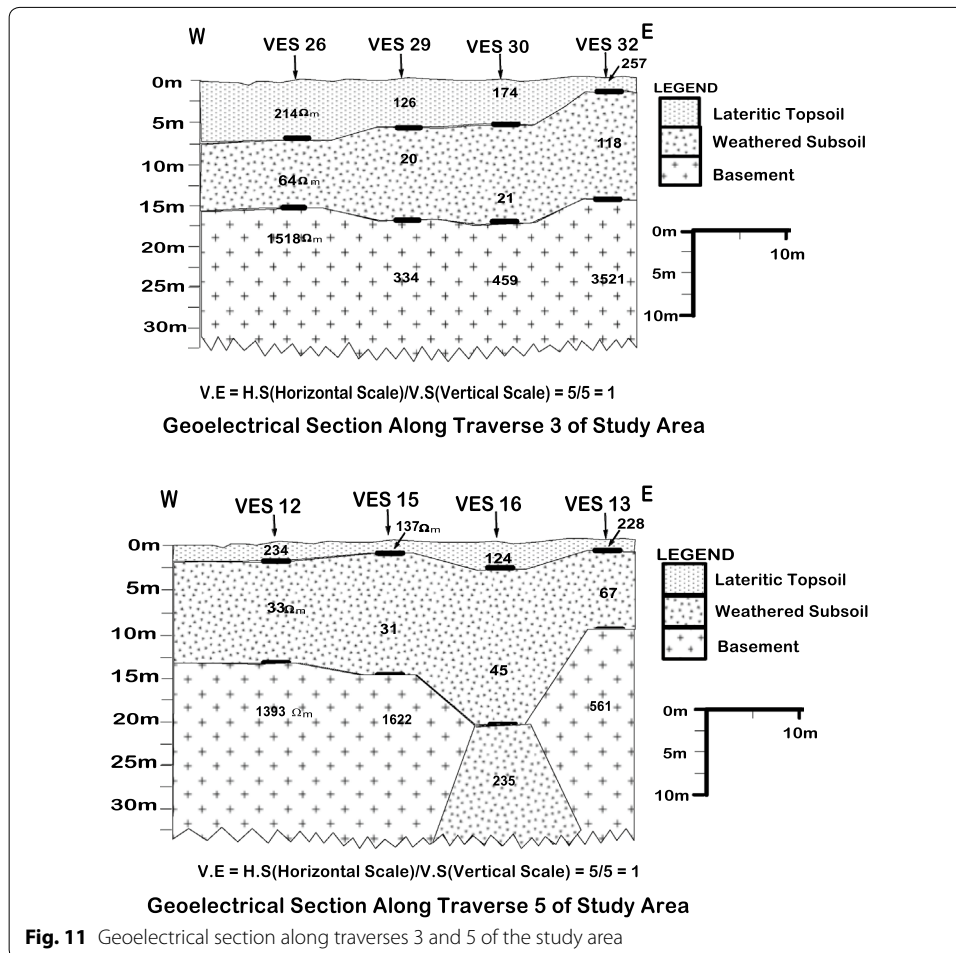 W E
VES 26 VES 29 VES 30 VES 32
257
0m
5m
10m
15m
20m
25m
30m
214Ωm 126 174
64Ωm 20 21 118
1518Ωm 334 459 3521
LEGEND
Lateritic Topsoil
Weathered Subsoil
Basement
0m
5m
10m
10m
V.E = H.S(Horizontal Scale)/V.S(Vertical Scale) = 5/5 = 1
Geoelectrical Section Along Traverse 3 of Study Area
W E
VES 12 VES 15 VES 16 VES 13
137Ωm 228
0m
5m
10m
15m
20m
25m
30m
234 124
33Ωm 31 45 67
1393 Ωm 1622 235 561
LEGEND
Lateritic Topsoil
Weathered Subsoil
Basement
0m
5m
10m
10m
V.E = H.S(Horizontal Scale)/V.S(Vertical Scale) = 5/5 = 1
Geoelectrical Section Along Traverse 5 of Study Area
Fig. 11 Geoelectrical section along traverses 3 and 5 of the study area